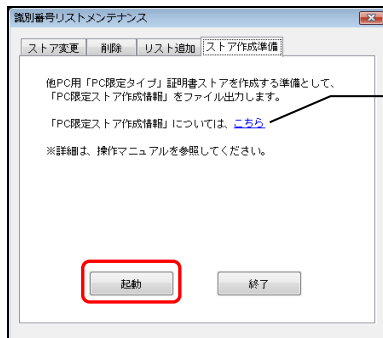 識別番号リストメンテナンス
ストア変更 削除 リスト追加 ストア作成準備
他PC用「PC限定タイプ」証明書ストアを作成する準備として、
「PC限定ストア作成情報」をファイル出力します。
「PC限定ストア作成情報」については、こちら
※詳細は、操作マニュアルを参照してください。
起動 終了